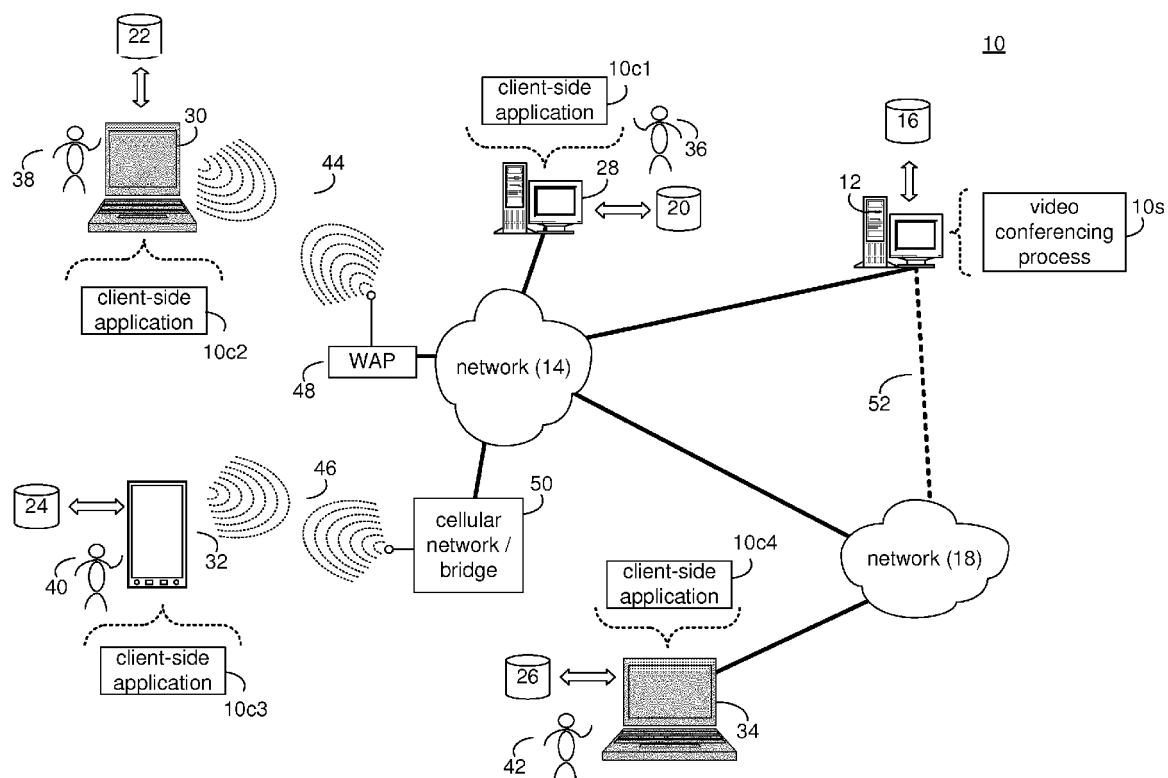 10
22
30
38
client-side
application
10c2
44
client-side
application
10c1
36
28
20
16
12
video
conferencing
process
10s
WAP
48
network (14)
52
24
32
40
46
client-side
application
10c3
cellular
network /
bridge
50
network (18)
client-side
application
10c4
26
34
42